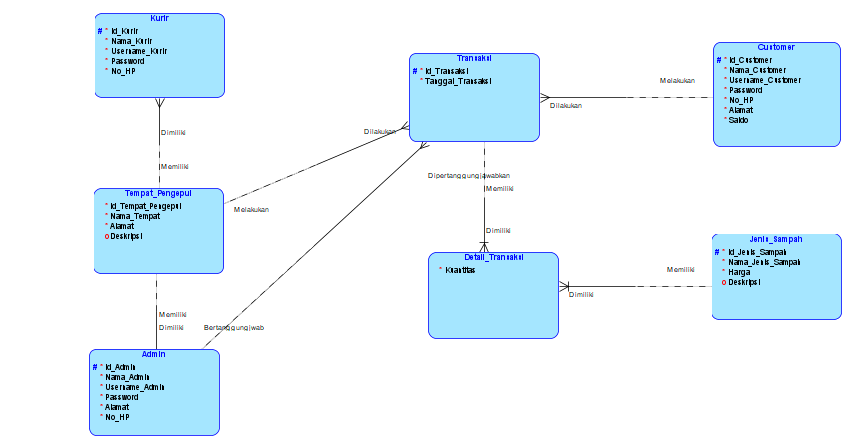 Kurir
# * Id_Kurir
* Nama_Kurir
* Username_Kurir
* Password
* No_HP
Dimiliki
Memiliki
Tempat_Pengepul
* Id_Tempat_Pengepul
* Nama_Tempat
* Alamat
o Deskripsi
Memiliki
Dimiliki
Admin
# * Id_Admin
* Nama_Admin
* Username_Admin
* Password
* Alamat
* No_HP
Dilakukan
Melakukan
Bertanggungjwab
Transaksi
# * Id_Transaksi
* Tanggal_Transaksi
Dipertanggungjawabkan
Memiliki
Dimiliki
Detail_Transaksi
* Kuantitas
Melakukan
Dilakukan
Customer
# * Id_Customer
* Nama_Customer
* Username_Customer
* Password
* No_HP
* Alamat
* Saldo
Memiliki
Dimiliki
Jenis_Sampah
# * Id_Jenis_Sampah
* Nama_Jenis_Sampah
* Harga
o Deskripsi